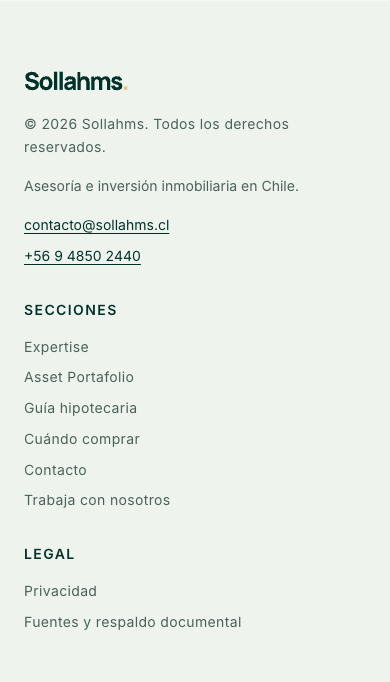 Sollahms.
© 2026 Sollahms. Todos los derechos
reservados.
Asesoría e inversión inmobiliaria en Chile.
contacto@sollahms.cl
+56 9 4850 2440
SECCIONES
Expertise
Asset Portafolio
Guía hipotecaria
Cuándo comprar
Contacto
Trabaja con nosotros
LEGAL
Privacidad
Fuentes y respaldo documental